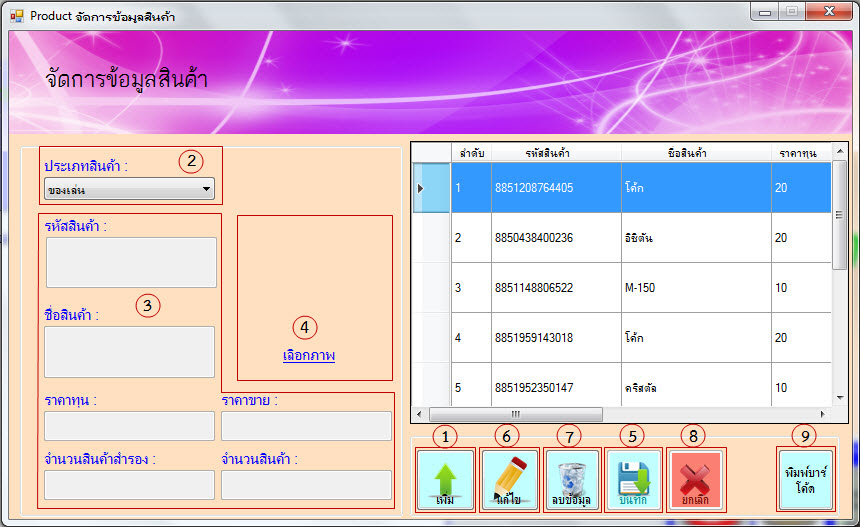 Product จัดการข้อมูลสินค้า
จัดการข้อมูลสินค้า
ประเภทสินค้า :
2
ของเล่น
รหัสสินค้า :
3
ชื่อสินค้า :
4
เลือกภาพ
ราคาทุน :
ราคาขาย :
จำนวนสินค้าสำรอง :
จำนวนสินค้า :
ลำดับ รหัสสินค้า ชื่อสินค้า ราคาทุน
1 8851208764405 โค้ก 20
2 8850438400236 อิชิตัน 20
3 8851148806522 M-150 10
4 8851959143018 โค้ก 20
5 8851952350147 คริสตัล 10
1 6 7 5 8 9
เพิ่ม แก้ไข ลบข้อมูล บันทึก ยกเลิก
พิมพ์บาร์
โค้ด